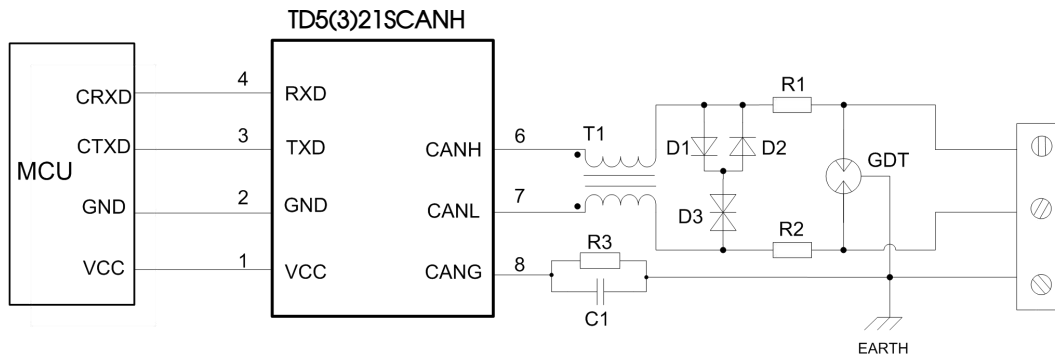 TD5(3)21SCANH
MCU
CRXD
CTXD
GND
VCC
4
3
2
1
RXD
TXD
GND
VCC
CANH
CANL
CANG
6
7
8
T1
D1
D2
D3
R1
R2
R3
C1
GDT
EARTH